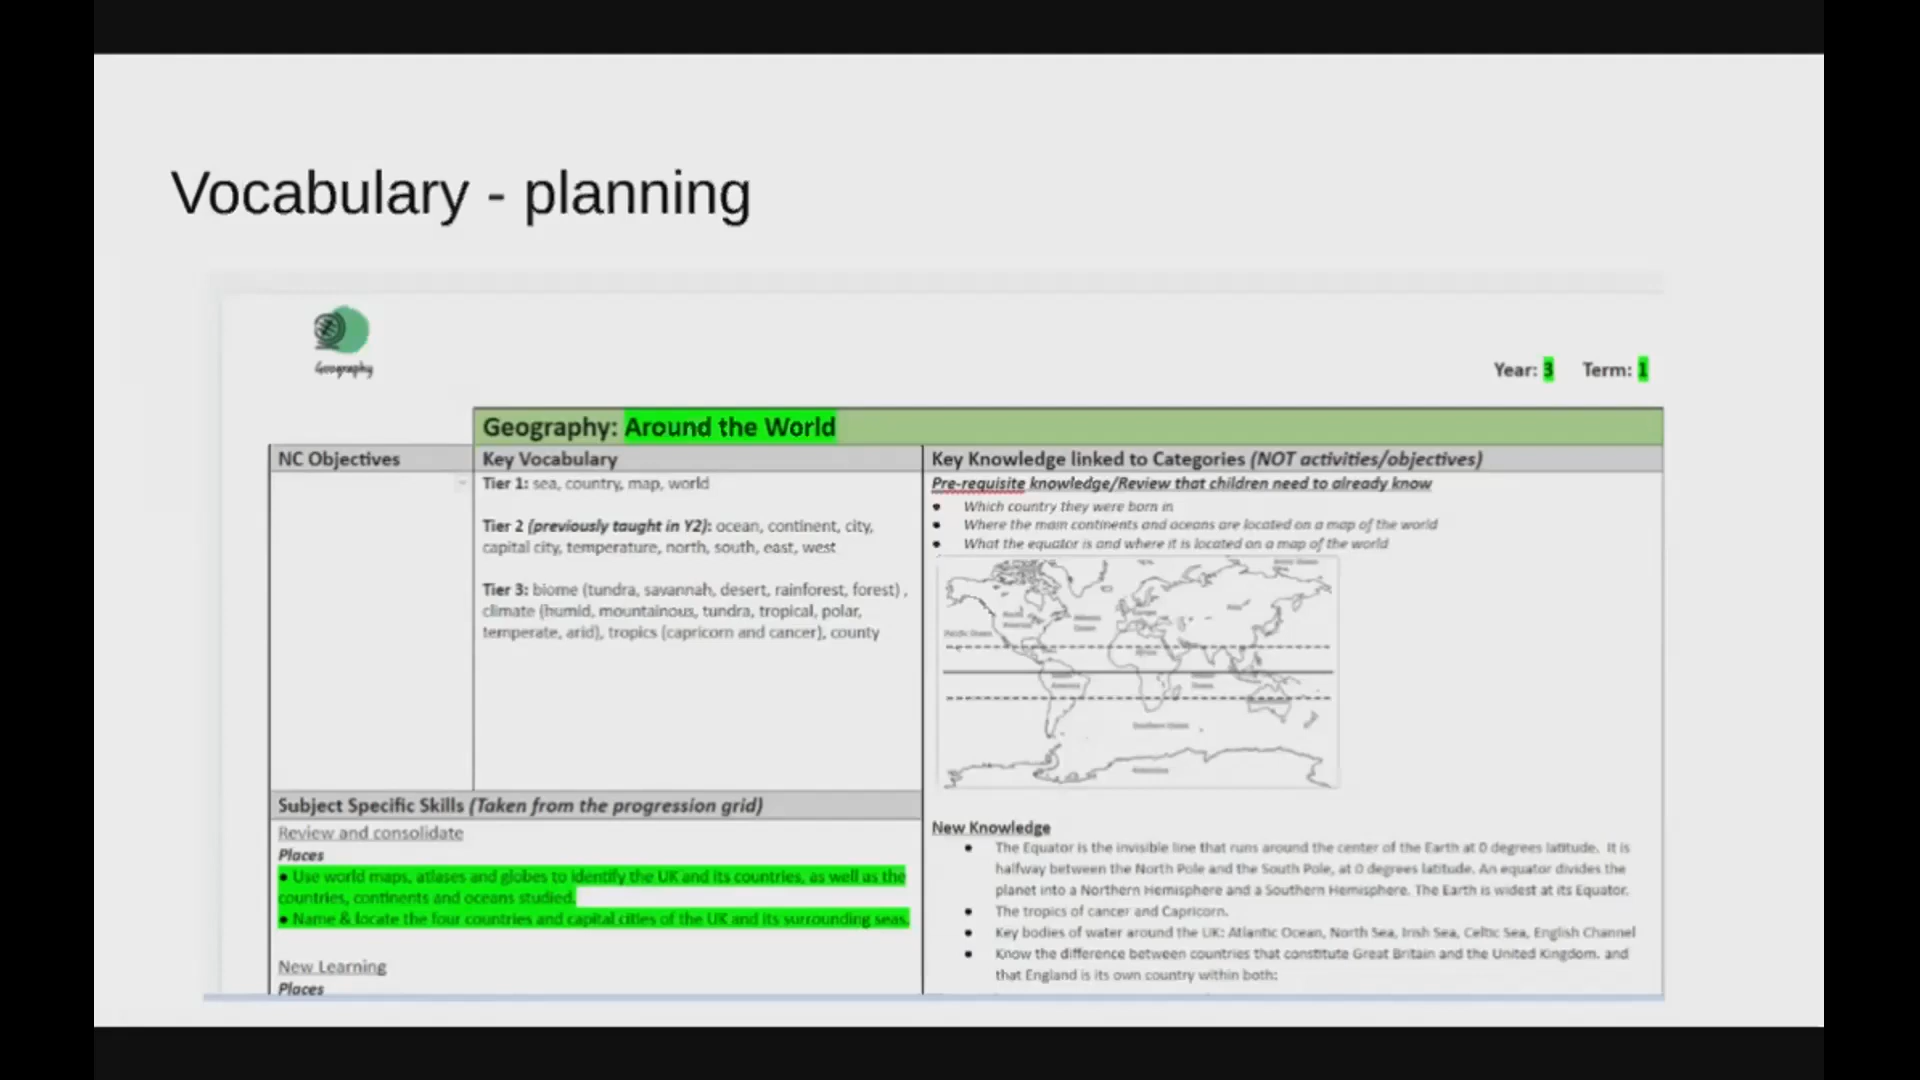 Vocabulary - planning
Geography
Year: 3 Term: 1
Geography: Around the World
NC Objectives
Key Vocabulary
Tier 1: sea, country, map, world
Tier 2 (previously taught in Y2): ocean, continent, city,
capital city, temperature, north, south, east, west
Tier 3: biome (tundra, savannah, desert, rainforest, forest) ,
climate (humid, mountainous, tundra, tropical, polar,
temperate, arid), tropics (capricorn and cancer), county
Key Knowledge linked to Categories (NOT activities/objectives)
Pre-requisite knowledge/Review that children need to already know
• Which country they were born in
• Where the main continents and oceans are located on a map of the world
• What the equator is and where it is located on a map of the world
Pacific Ocean
Africa
Southern Ocean
Subject Specific Skills (Taken from the progression grid)
Review and consolidate
Places
• Use world maps, atlases and globes to identify the UK and its countries, as well as the
countries, continents and oceans studied.
• Name & locate the four countries and capital cities of the UK and its surrounding seas.
New Learning
Places
New Knowledge
• The Equator is the invisible line that runs around the center of the Earth at 0 degrees latitude. It is
halfway between the North Pole and the South Pole, at 0 degrees latitude. An equator divides the
planet into a Northern Hemisphere and a Southern Hemisphere. The Earth is widest at its Equator.
• The tropics of cancer and Capricorn.
• Key bodies of water around the UK: Atlantic Ocean, North Sea, Irish Sea, Celtic Sea, English Channel
• Know the difference between countries that constitute Great Britain and the United Kingdom. and
that England is its own country within both: